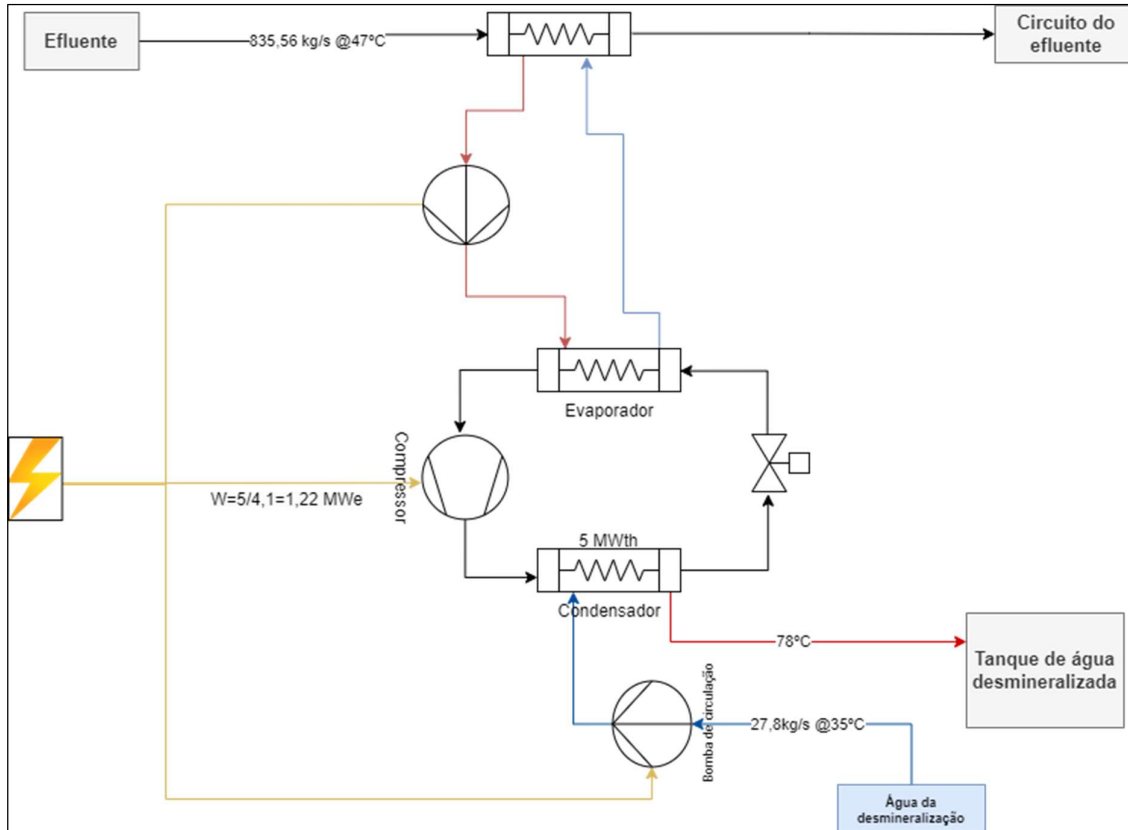 Efluente
835,56 kg/s @47ºC
Circuito do
efluente
Evaporador
Compressor
W=5/4,1=1,22 MWe
5 MWth
Condensador
78ºC
Tanque de água
desmineralizada
Bomba de circulação
27,8kg/s @35ºC
Água da
desmineralização